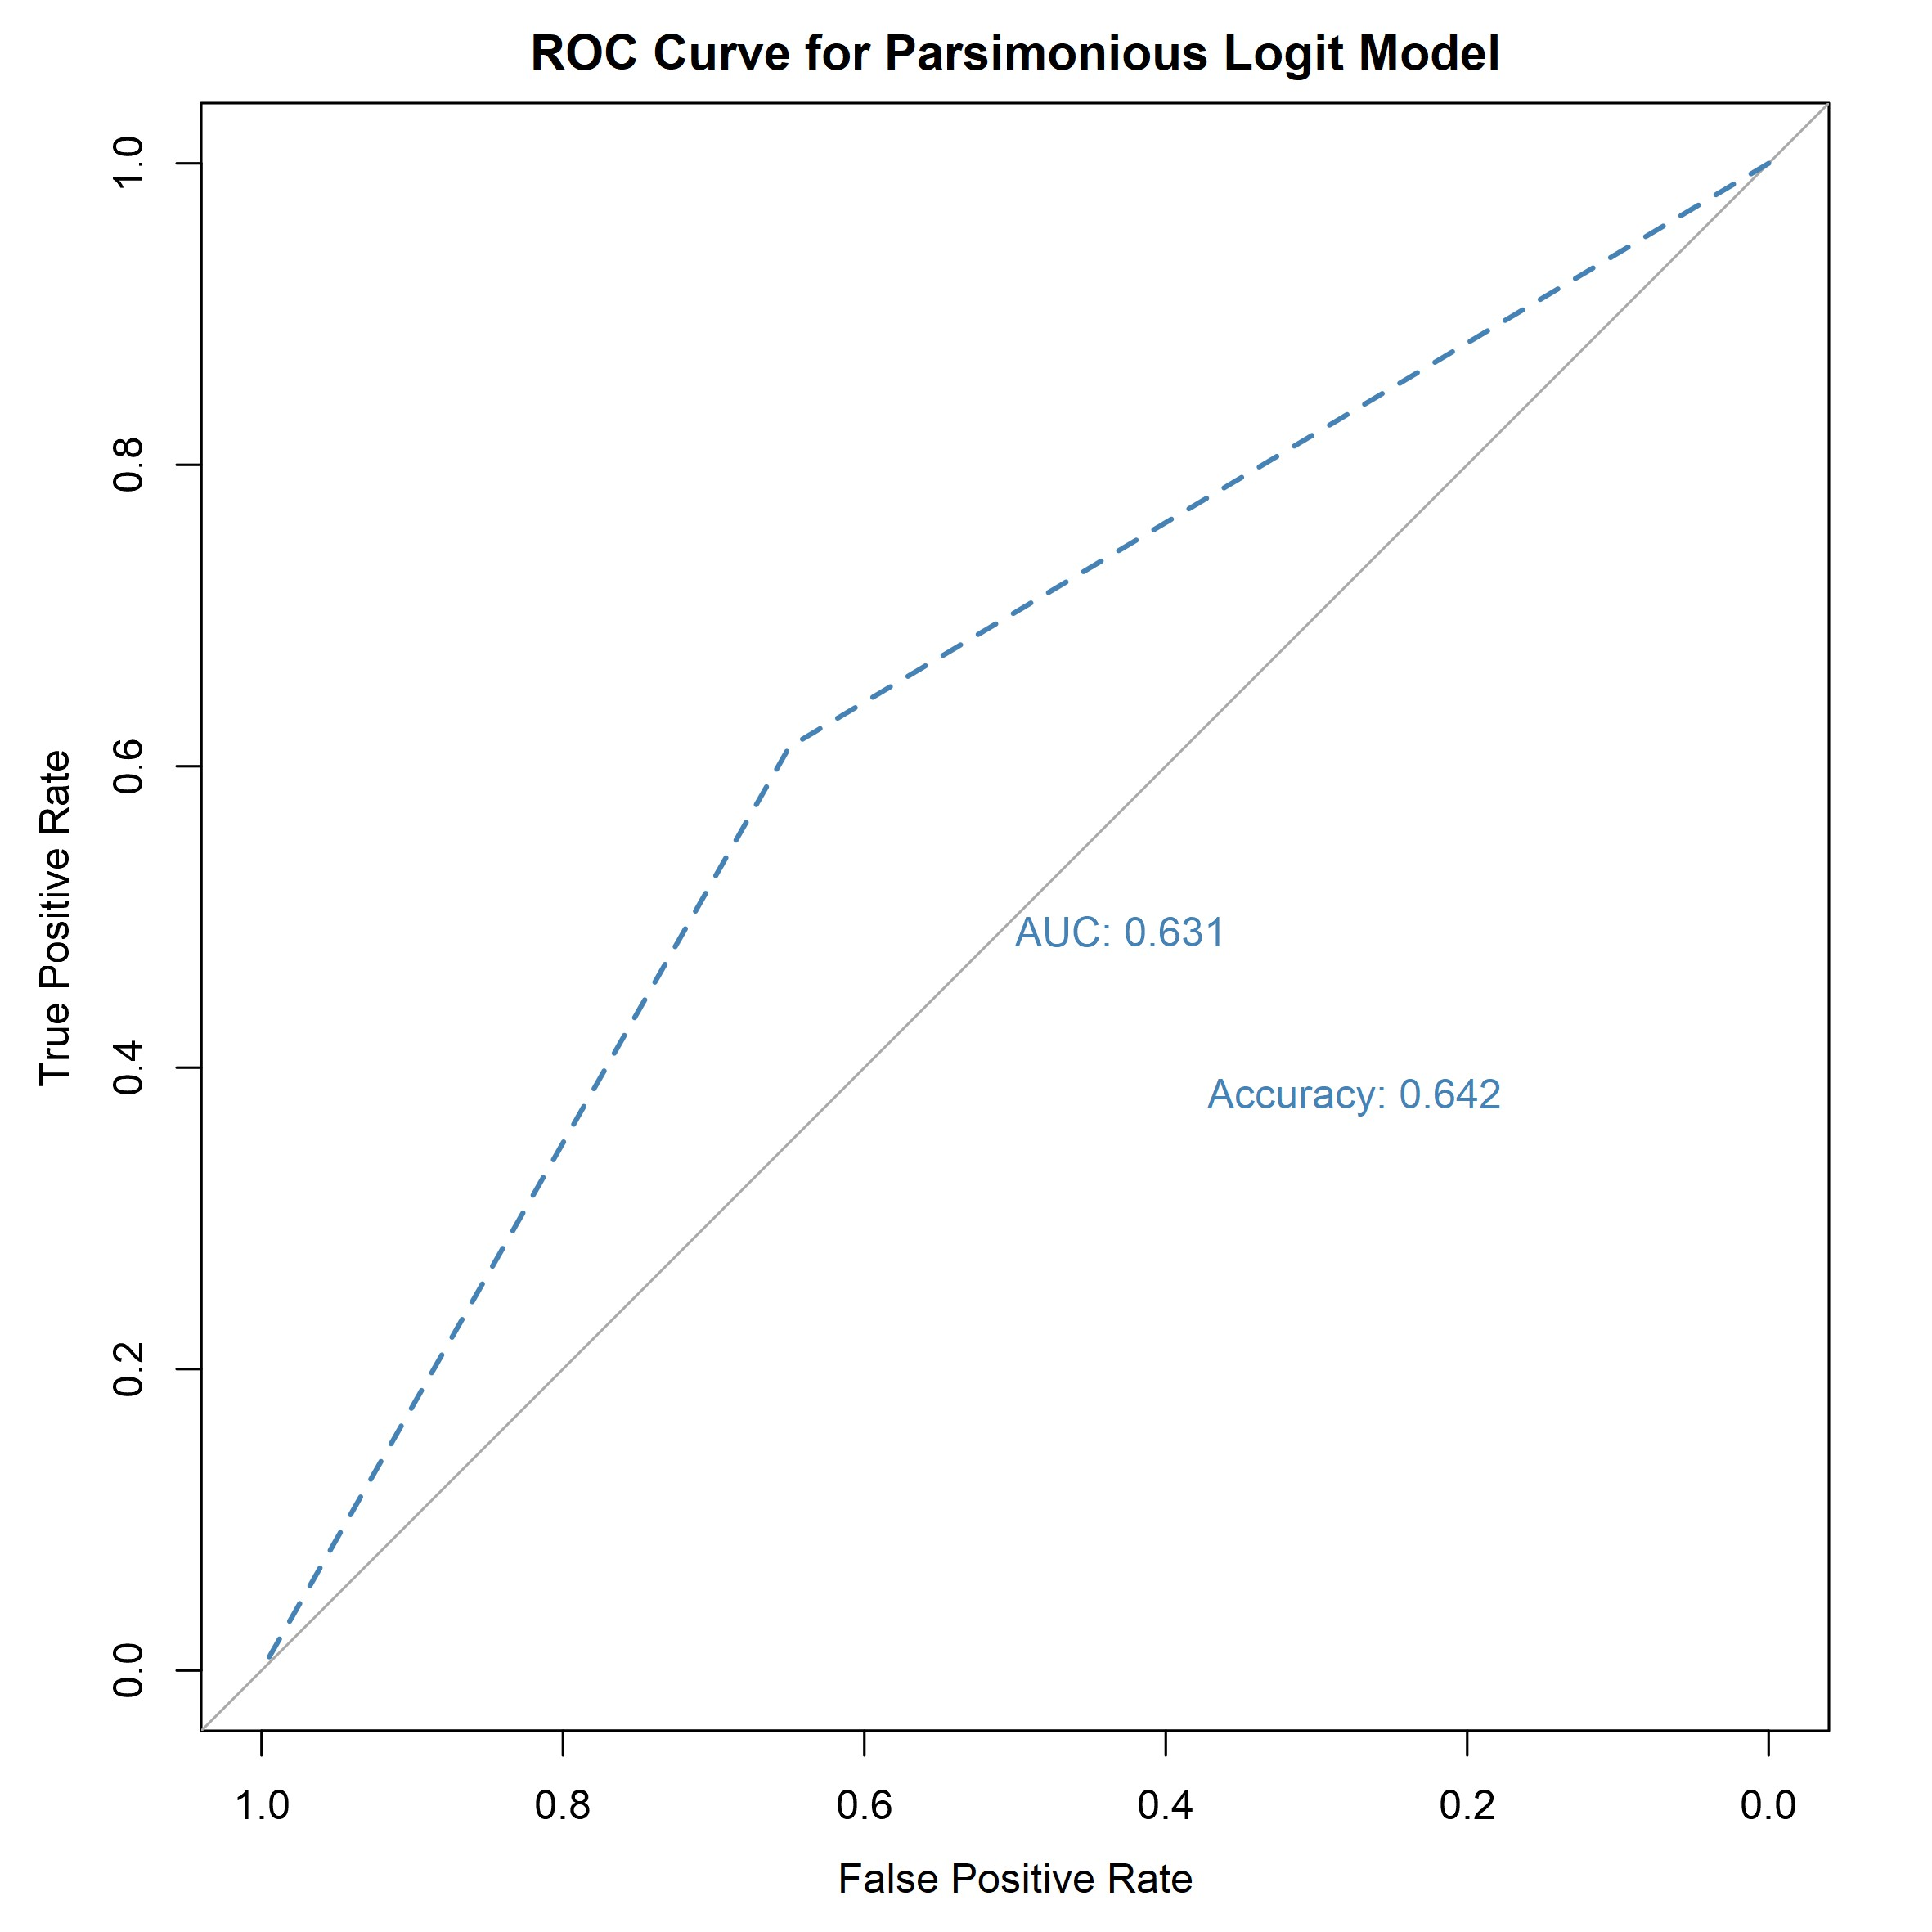 ROC Curve for Parsimonious Logit Model
True Positive Rate
1.0
0.8
0.6
0.4
0.2
0.0
AUC: 0.631
Accuracy: 0.642
1.0 0.8 0.6 0.4 0.2 0.0
False Positive Rate